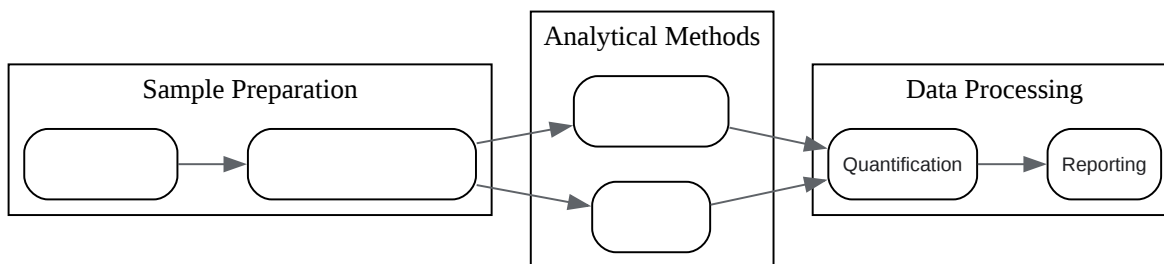 Analytical Methods
Sample Preparation
Data Processing
Quantification
Reporting